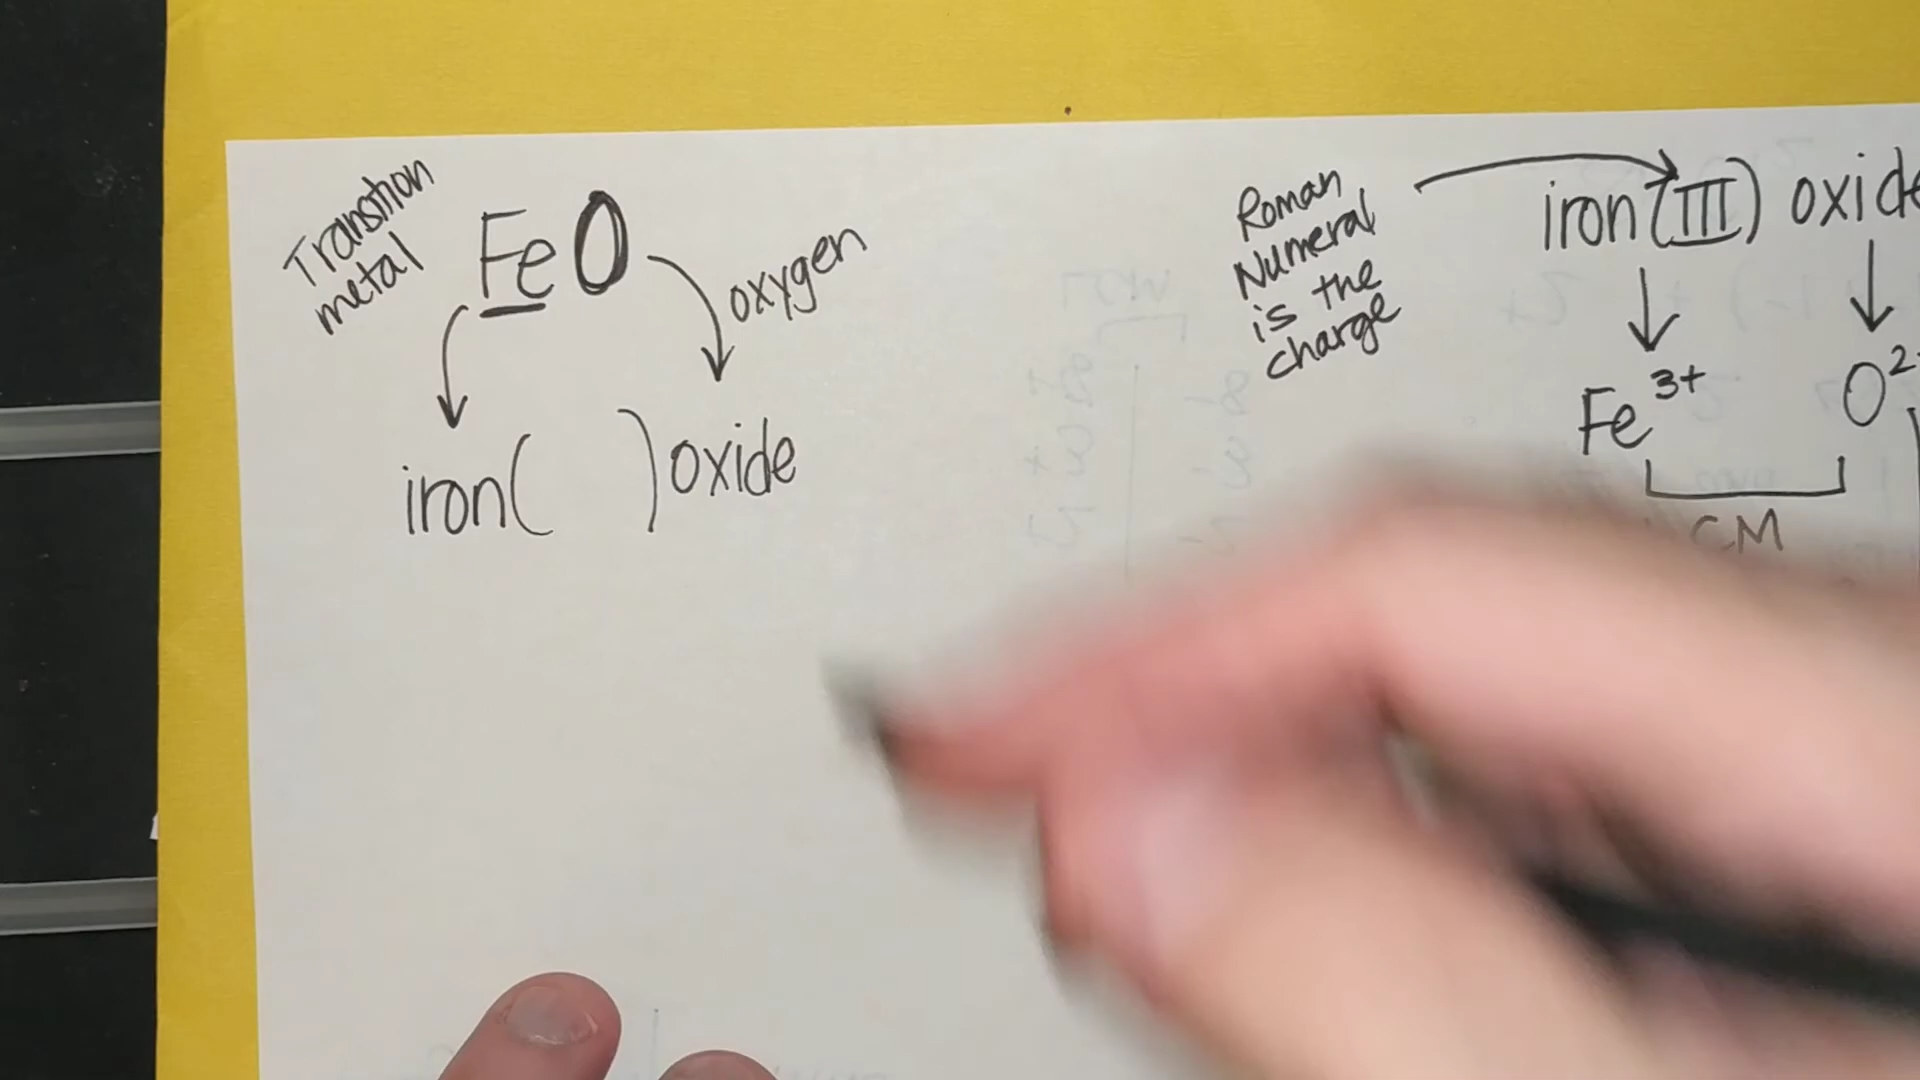 Transition
metal
FeO
oxygen
iron( ) oxide
Roman
Numeral
is the
charge
iron(III) oxide
Fe3+ O2-
CM